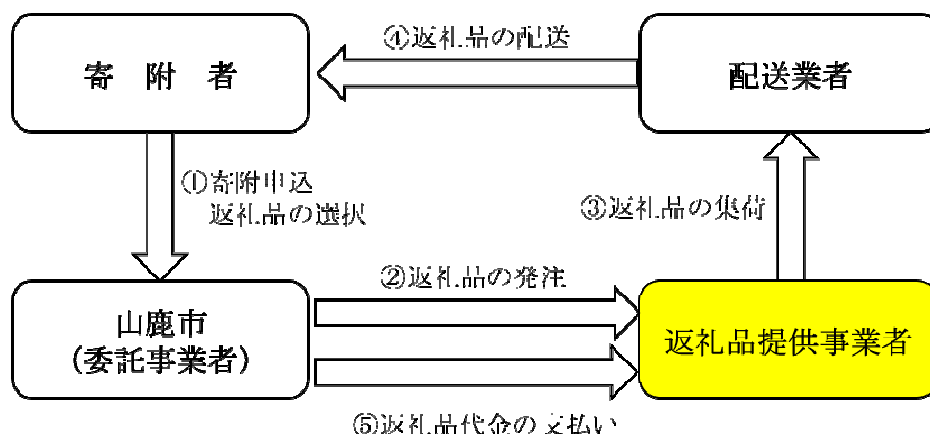 ④返礼品の配送
寄 附 者
配送業者
①寄附申込
返礼品の選択
③返礼品の集荷
②返礼品の発注
山鹿市
(委託事業者)
返礼品提供事業者
⑤返礼品代金の支払い